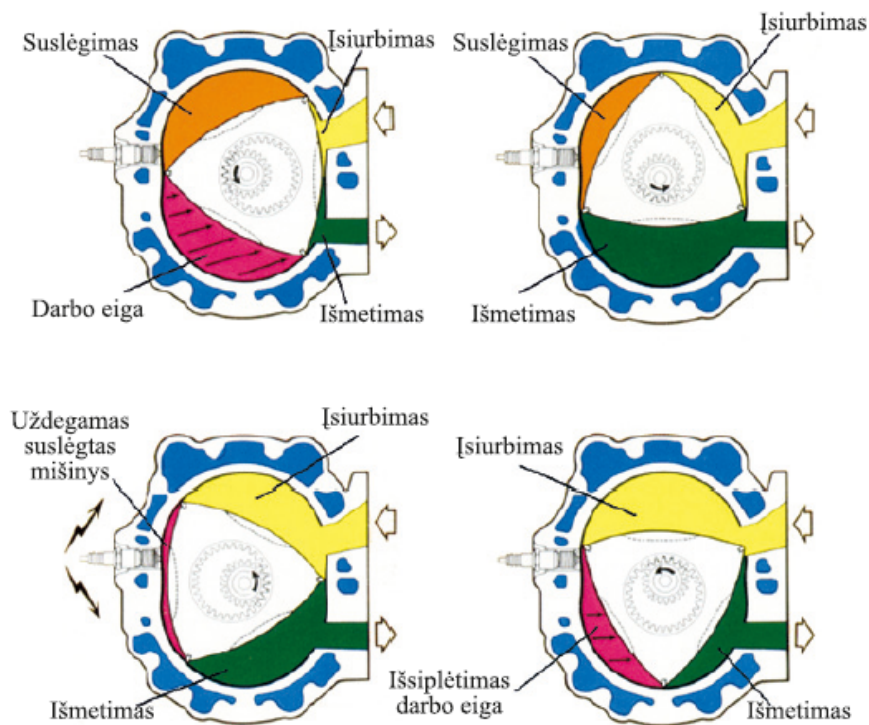 Suslėgimas
Įsiurbimas
Darbo eiga
Išmetimas
Suslėgimas
Įsiurbimas
Išmetimas
Uždegamas
suslėgtas
mišinys
Įsiurbimas
Išmetimas
Įsiurbimas
Išsiplėtimas
darbo eiga
Išmetimas